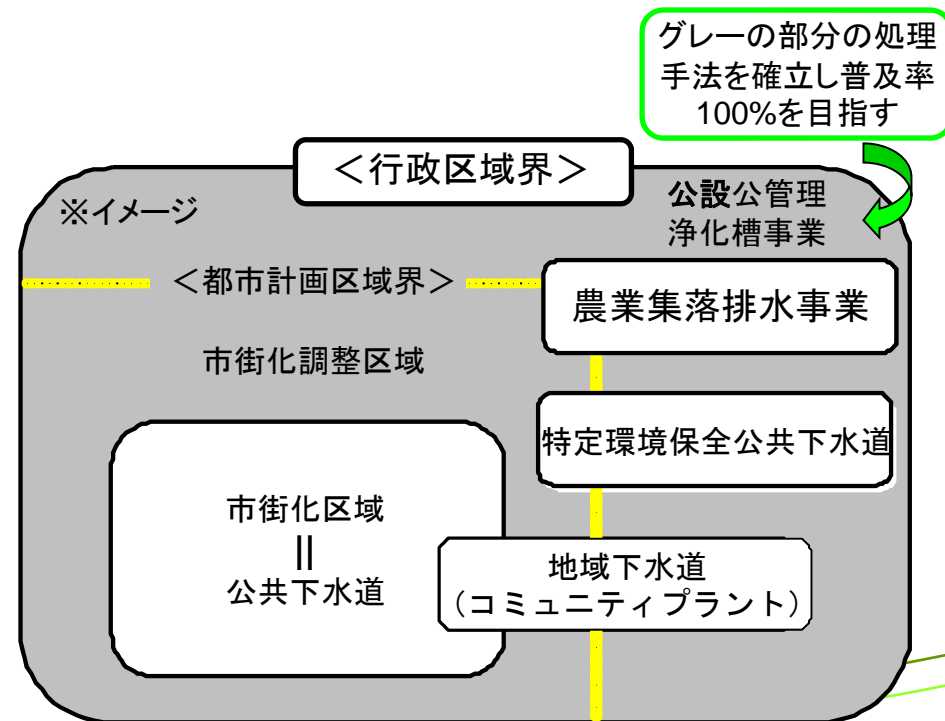 グレーの部分の処理
手法を確立し普及率
100%を目指す
＜行政区域界＞
※イメージ
公設公管理
浄化槽事業
＜都市計画区域界＞
農業集落排水事業
市街化調整区域
特定環境保全公共下水道
市街化区域
||
公共下水道
地域下水道
（コミュニティプラント）